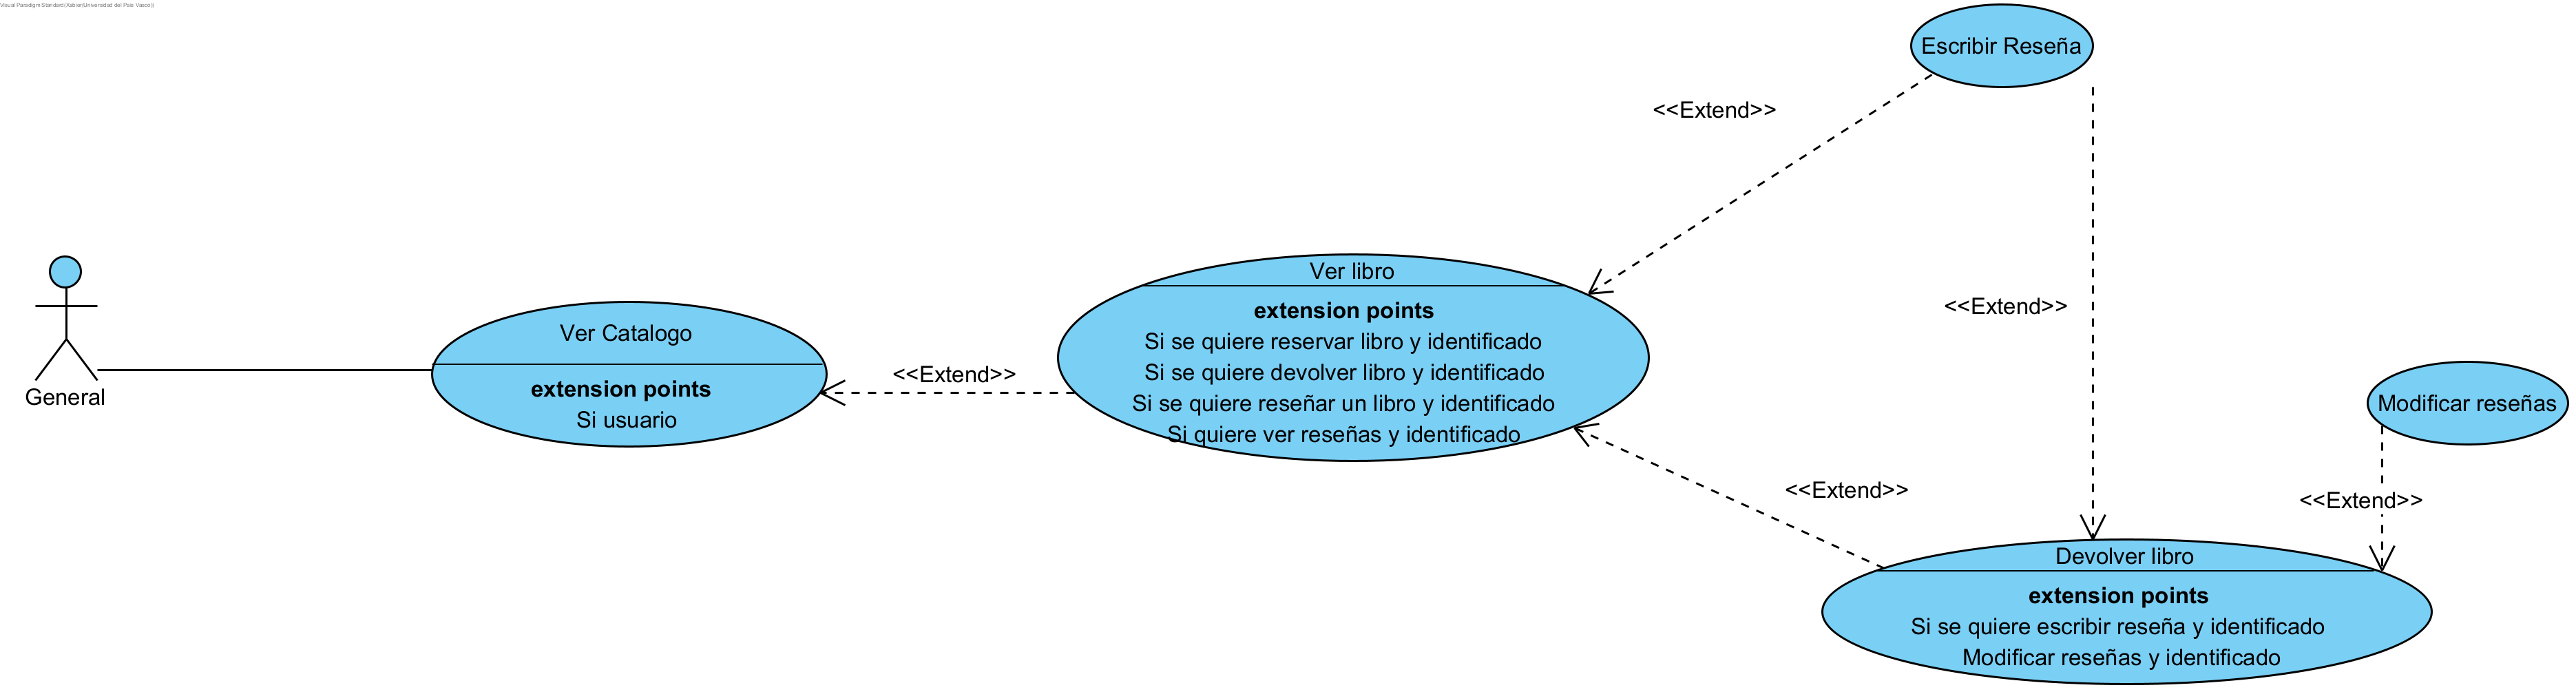 Visual Paradigm Standard(Xabier(Universidad del Pais Vasco))
Escribir Reseña
<<Extend>>
Ver libro
extension points
Si se quiere reservar libro y identificado
Si se quiere devolver libro y identificado
Si se quiere reseñar un libro y identificado
Si quiere ver reseñas y identificado
<<Extend>>
Ver Catalogo
extension points
Si usuario
<<Extend>>
General
Modificar reseñas
<<Extend>>
<<Extend>>
Devolver libro
extension points
Si se quiere escribir reseña y identificado
Modificar reseñas y identificado